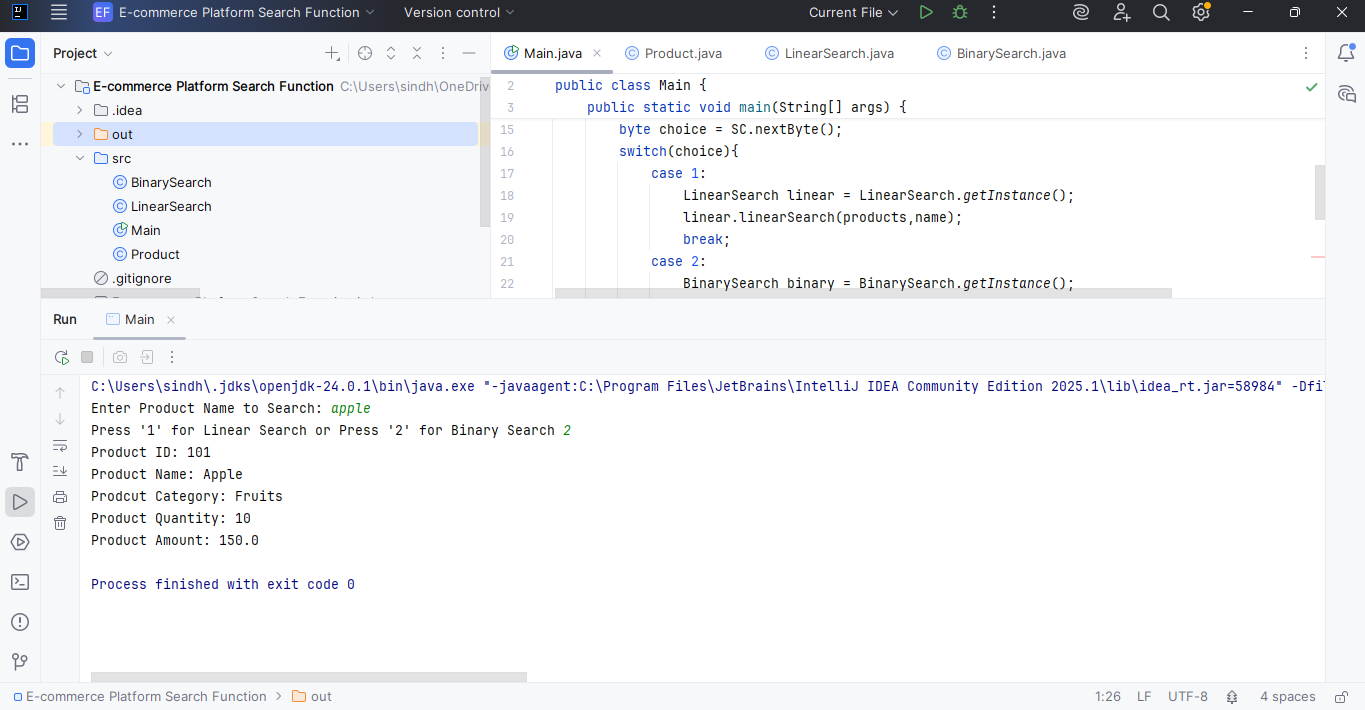 EF E-commerce Platform Search Function
Version control
Current File
Project
E-commerce Platform Search Function C:\Users\sindh\OneDriv
.idea
out
src
BinarySearch
LinearSearch
Main
Product
.gitignore
Main.java
Product.java
LinearSearch.java
BinarySearch.java
2 public class Main {
3 public static void main(String[] args) {
15 byte choice = SC.nextByte();
16 switch(choice){
17 case 1:
18 LinearSearch linear = LinearSearch.getInstance();
19 linear.linearSearch(products,name);
20 break;
21 case 2:
22 BinarySearch binary = BinarySearch.getInstance();
Run
Main
C:\Users\sindh\.jdks\openjdk-24.0.1\bin\java.exe "-javaagent:C:\Program Files\JetBrains\IntelliJ IDEA Community Edition 2025.1\lib\idea_rt.jar=58984" -Dfil
Enter Product Name to Search: apple
Press '1' for Linear Search or Press '2' for Binary Search 2
Product ID: 101
Product Name: Apple
Prodcut Category: Fruits
Product Quantity: 10
Product Amount: 150.0
Process finished with exit code 0
E-commerce Platform Search Function > out
1:26 LF UTF-8 4 spaces